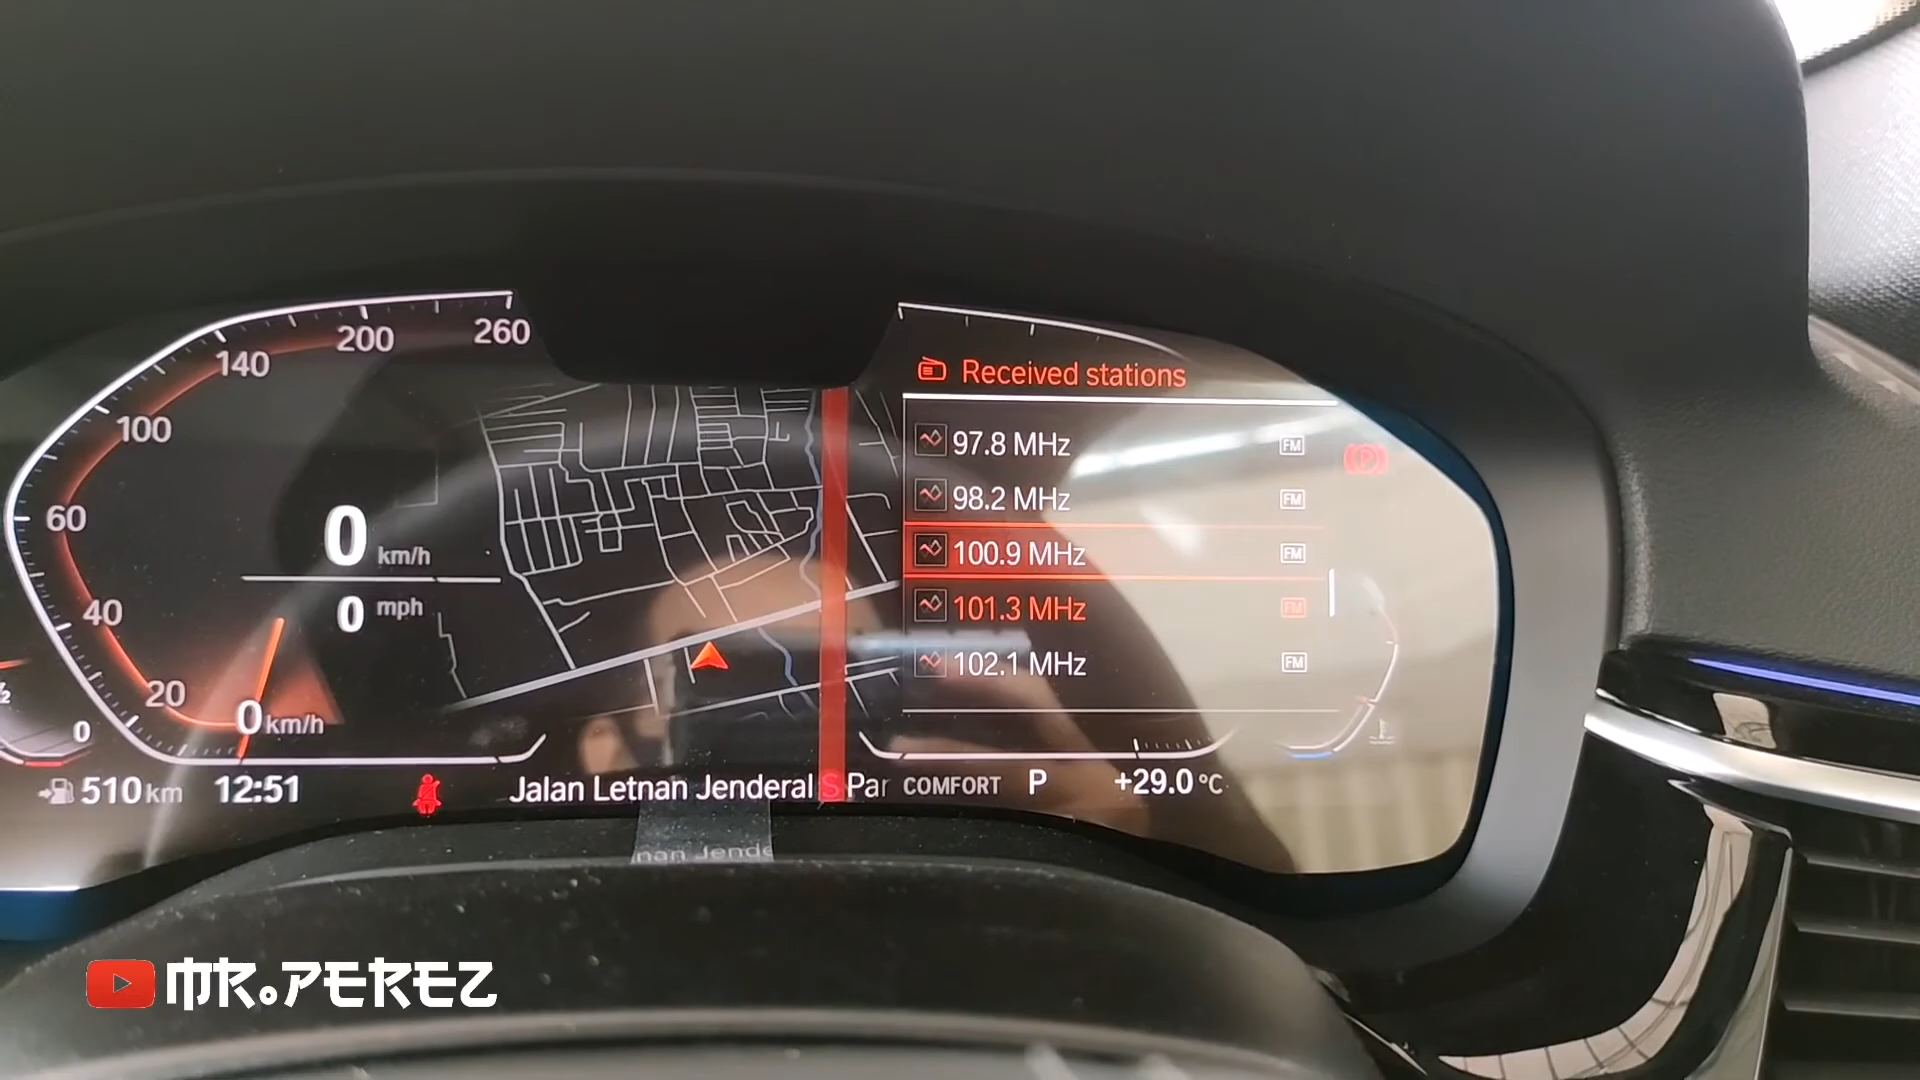 260
200
140
100
60
40
20
0 km/h
0 mph
0 km/h
0
510 km
12:51
Jalan Letnan Jenderal S Par
Received stations
97.8 MHz FM
98.2 MHz FM
100.9 MHz FM
101.3 MHz FM
102.1 MHz FM
P
COMFORT P +29.0 °C
MR.PEREZ